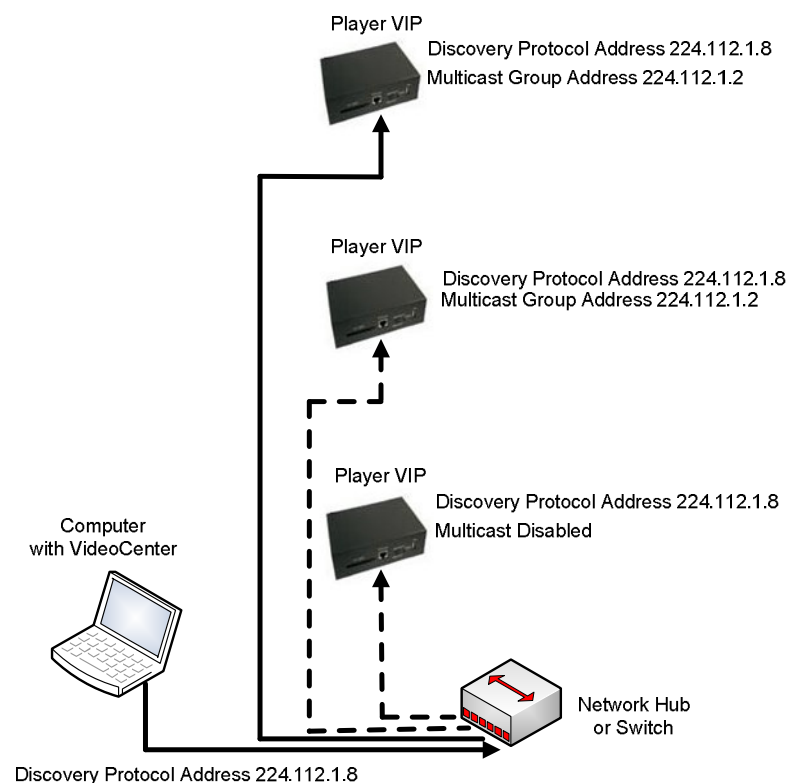 Player VIP
Discovery Protocol Address 224.112.1.8
Multicast Group Address 224.112.1.2
Player VIP
Discovery Protocol Address 224.112.1.8
Multicast Group Address 224.112.1.2
Player VIP
Discovery Protocol Address 224.112.1.8
Multicast Disabled
Computer
with VideoCenter
Network Hub
or Switch
Discovery Protocol Address 224.112.1.8